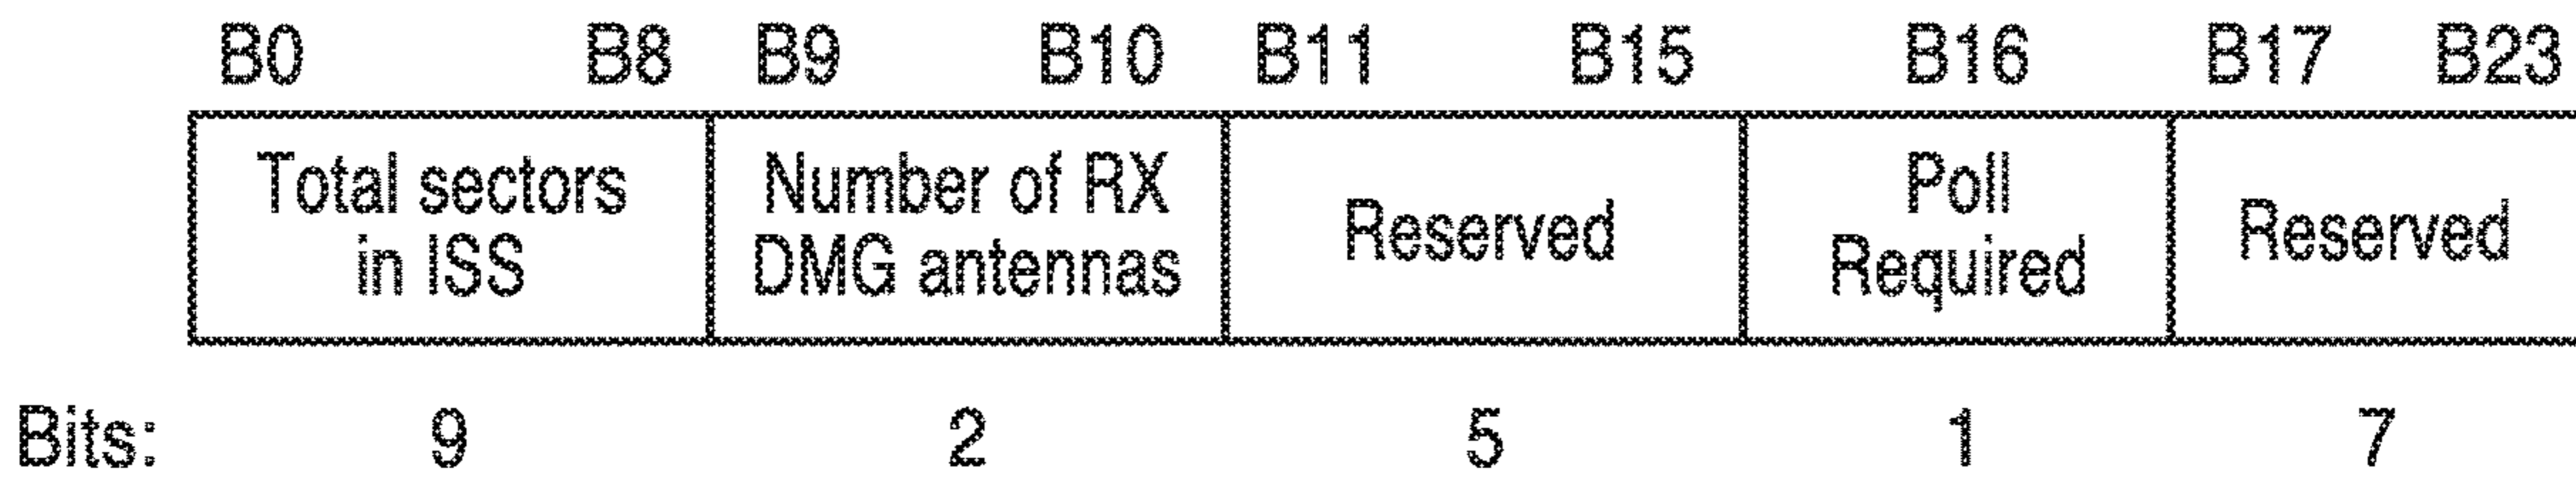 B0 B8 B9 B10 B11 B15 B16 B17 B23
Total sectors in ISS
Number of RX DMG antennas
Reserved
Poll Required
Reserved
Bits: 9 2 5 1 7